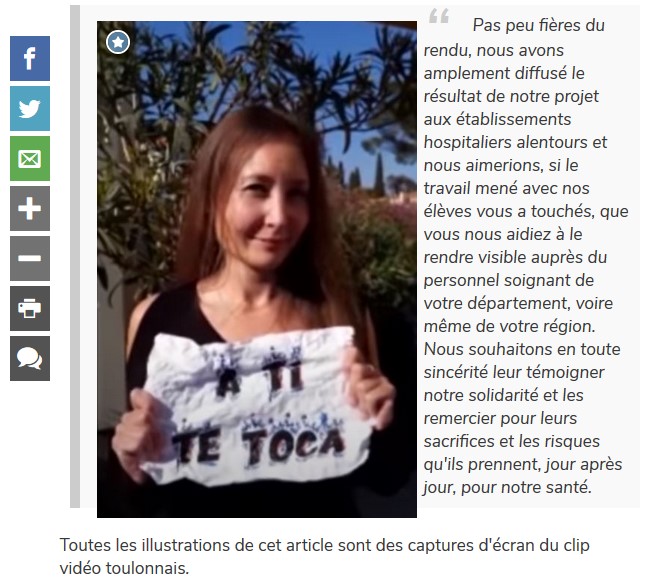 A TI
TE TOCA
“ Pas peu fières du
rendu, nous avons
amplement diffusé le
résultat de notre projet
aux établissements
hospitaliers alentours et
nous aimerions, si le
travail mené avec nos
élèves vous a touchés, que
vous nous aidiez à le
rendre visible auprès du
personnel soignant de
votre département, voire
même de votre région.
Nous souhaitons en toute
sincérité leur témoigner
notre solidarité et les
remercier pour leurs
sacrifices et les risques
qu'ils prennent, jour après
jour, pour notre santé.
Toutes les illustrations de cet article sont des captures d'écran du clip
vidéo toulonnais.